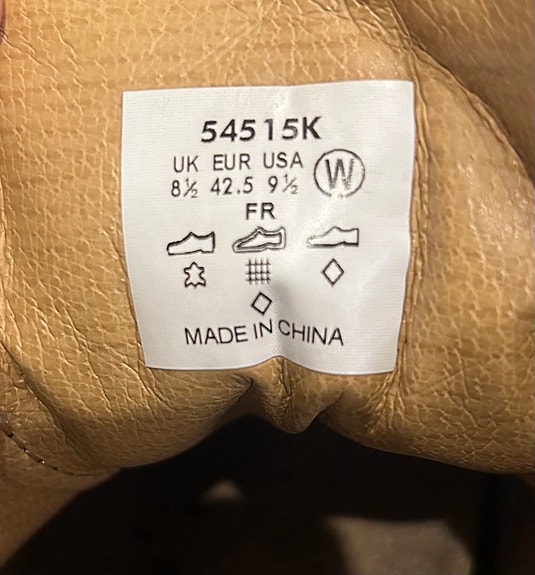 54515K
UK EUR USA W
8½ 42.5 9½
FR
MADE IN CHINA